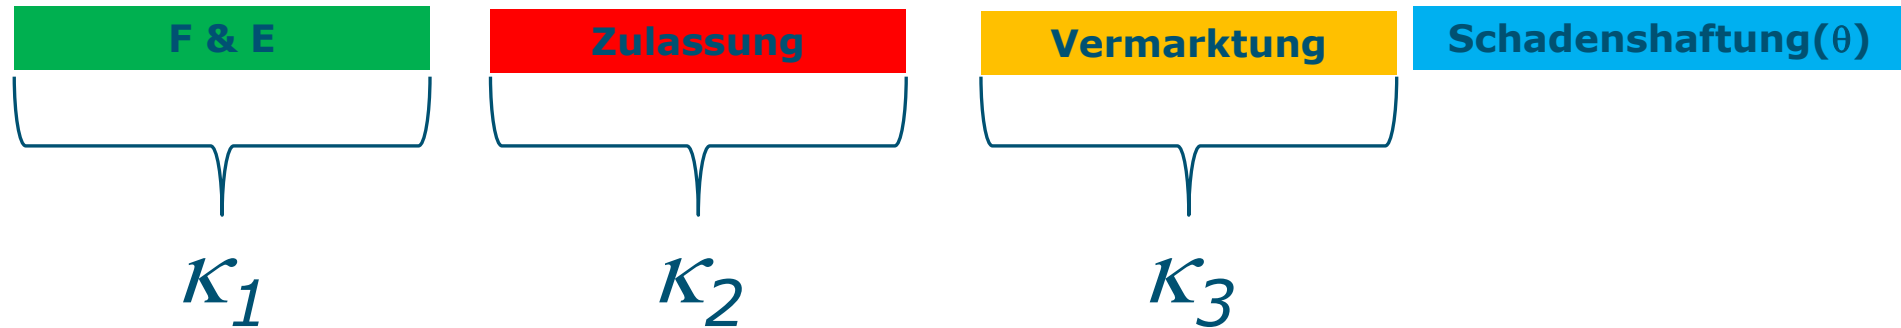 F & E
Zulassung
Vermarktung
Schadenshaftung(θ)
κ1
κ2
κ3